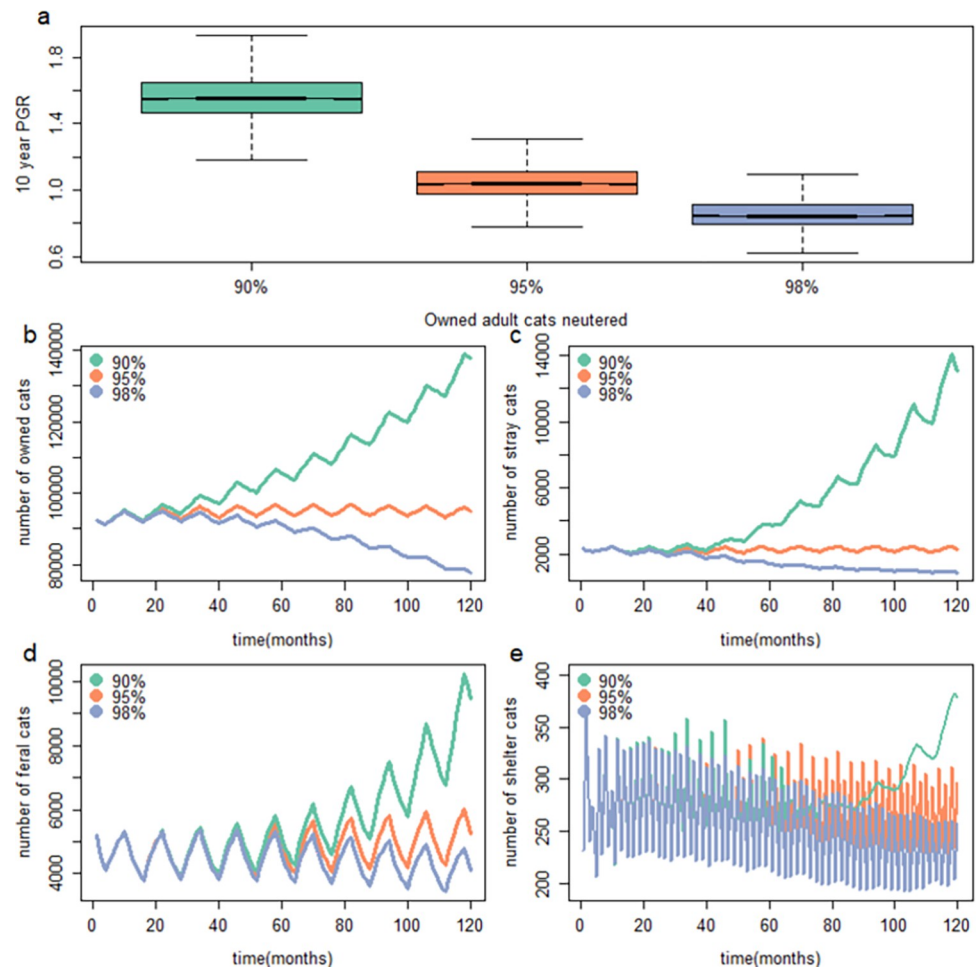 a
10 year PGR
1.8
1.4
1.0
0.6
90%
95%
98%
Owned adult cats neutered
b
number of owned cats
140000
120000
100000
80000
90%
95%
98%
0 20 40 60 80 100 120
time(months)
c
number of stray cats
14000
10000
6000
2000
90%
95%
98%
0 20 40 60 80 100 120
time(months)
d
number of feral cats
10000
8000
6000
4000
90%
95%
98%
0 20 40 60 80 100 120
time(months)
e
number of shelter cats
400
350
300
250
200
90%
95%
98%
0 20 40 60 80 100 120
time(months)